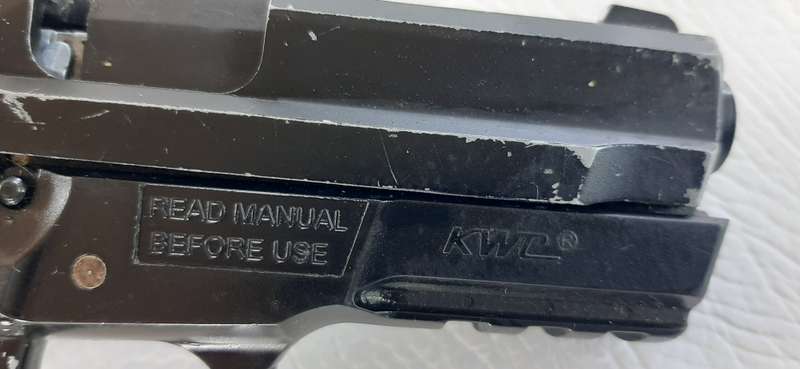 READ MANUAL
BEFORE USE
KWC®